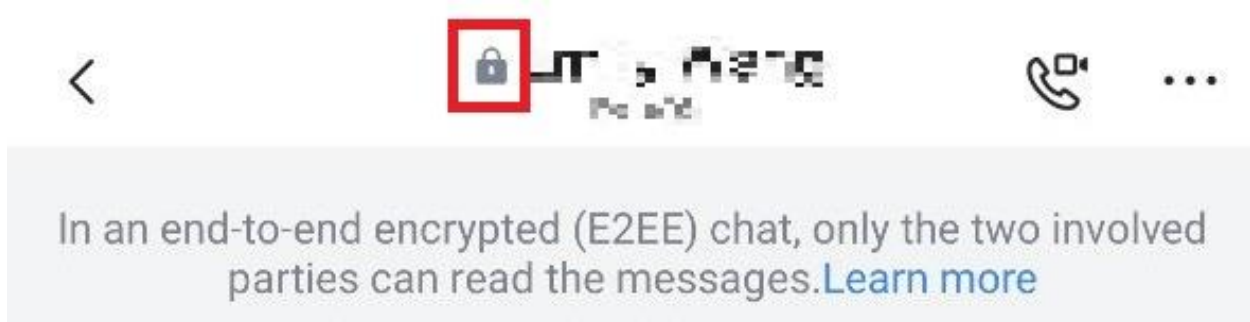 In an end-to-end encrypted (E2EE) chat, only the two involved
parties can read the messages.Learn more